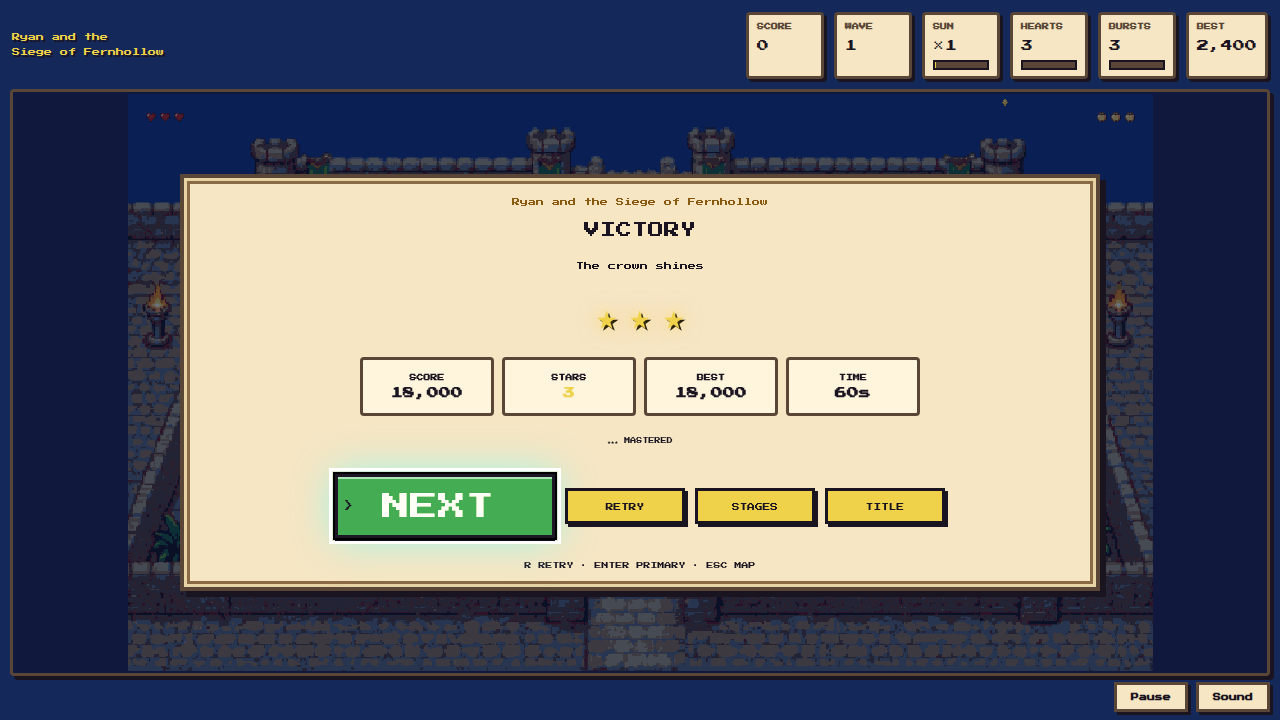 Ryan and the
Siege of Fernhollow
SCORE
0
WAVE
1
SUN
×1
HEARTS
3
BURSTS
3
BEST
2,400
Ryan and the Siege of Fernhollow
VICTORY
The crown shines
SCORE
18,000
STARS
3
BEST
18,000
TIME
60s
... MASTERED
› NEXT
RETRY
STAGES
TITLE
R RETRY · ENTER PRIMARY · ESC MAP
Pause
Sound